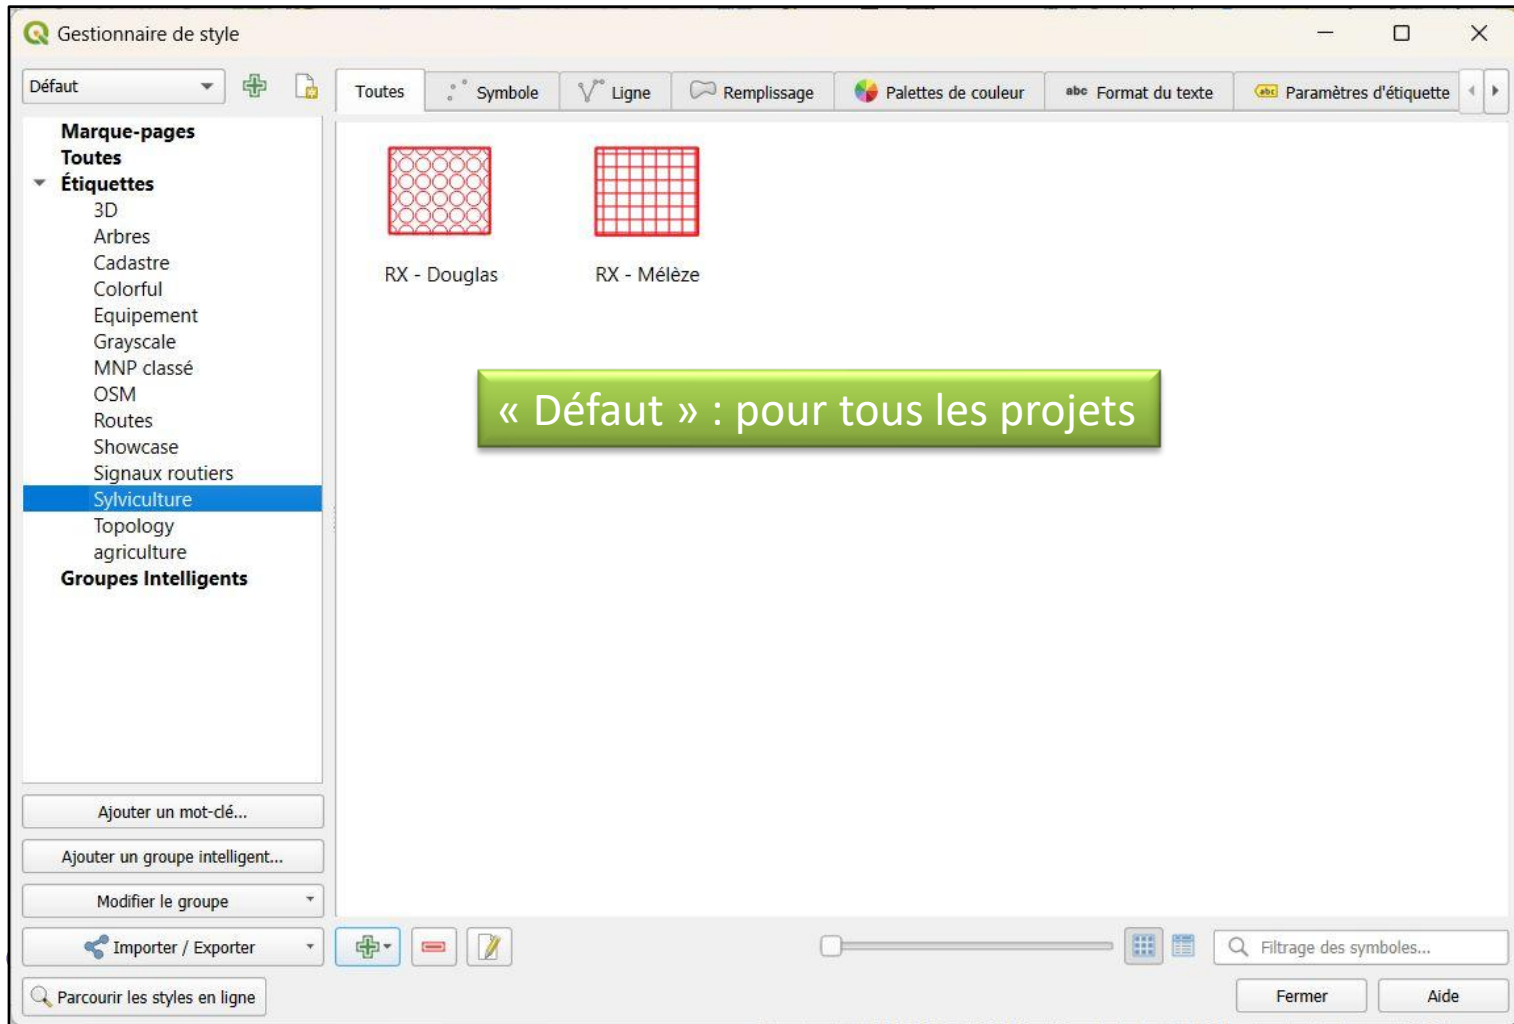 Gestionnaire de style
Défaut
Toutes
Symbole
Ligne
Remplissage
Palettes de couleur
abc Format du texte
abc Paramètres d'étiquette
Marque-pages
Toutes
Étiquettes
3D
Arbres
Cadastre
Colorful
Equipement
Grayscale
MNP classé
OSM
Routes
Showcase
Signaux routiers
Sylviculture
Topology
agriculture
Groupes Intelligents
RX - Douglas
RX - Mélèze
« Défaut » : pour tous les projets
Ajouter un mot-clé...
Ajouter un groupe intelligent...
Modifier le groupe
Importer / Exporter
Filtrage des symboles...
Parcourir les styles en ligne
Fermer
Aide